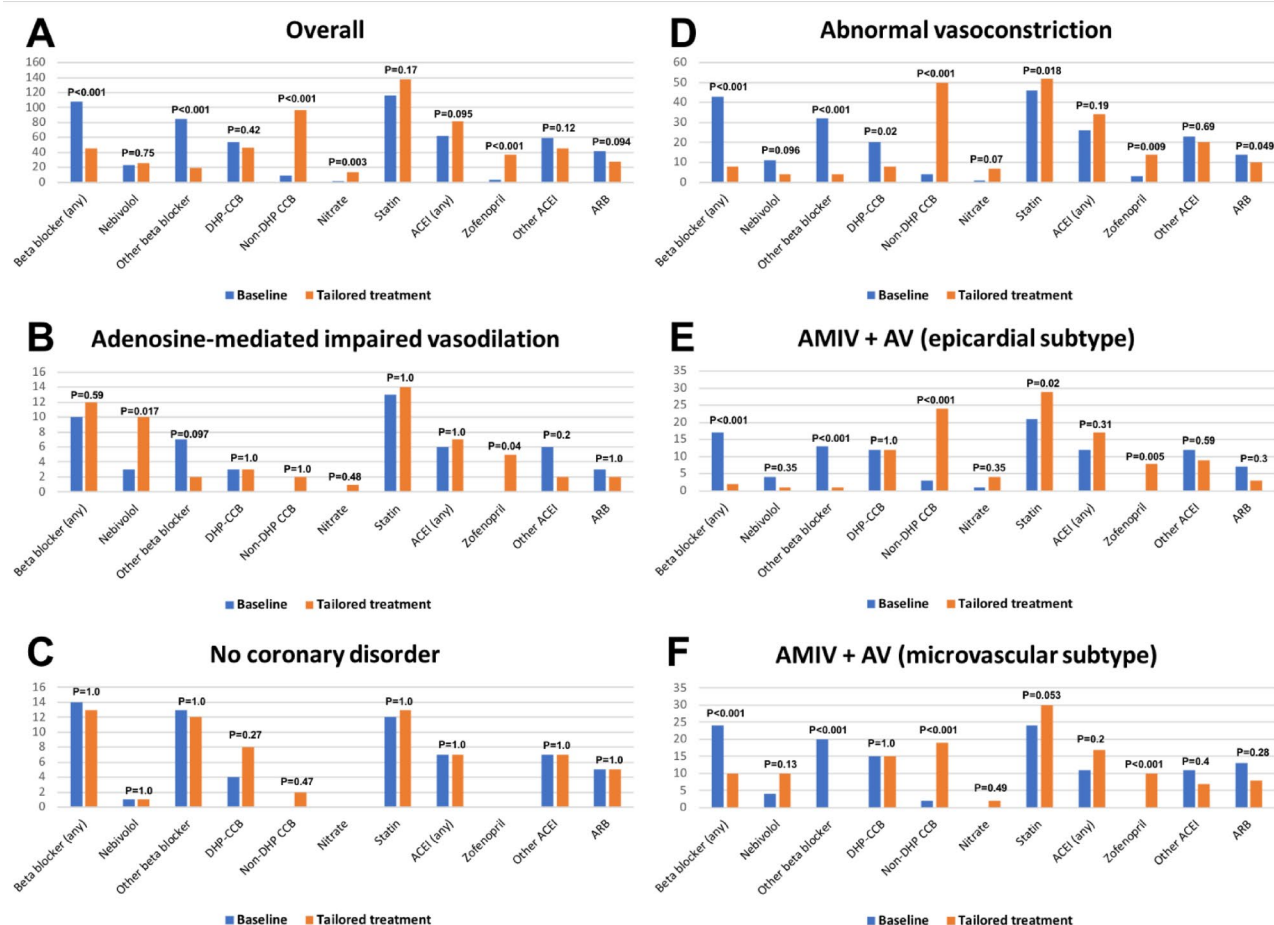 A
Overall
160
140
120
100
80
60
40
20
0
P<0.001
P=0.75
P<0.001
P=0.42
P<0.001
P=0.003
P=0.17
P=0.095
P<0.001
P=0.12
P=0.094
Beta blocker (any)
Nebivolol
Other beta blocker
DHP-CCB
Non-DHP CCB
Nitrate
Statin
ACEI (any)
Zofenopril
Other ACEI
ARB
Baseline
Tailored treatment
B
Adenosine-mediated impaired vasodilation
16
14
12
10
8
6
4
2
0
P=0.59
P=0.017
P=0.097
P=1.0
P=1.0
P=0.48
P=1.0
P=1.0
P=0.04
P=0.2
P=1.0
Beta blocker (any)
Nebivolol
Other beta blocker
DHP-CCB
Non-DHP CCB
Nitrate
Statin
ACEI (any)
Zofenopril
Other ACEI
ARB
Baseline
Tailored treatment
C
No coronary disorder
16
14
12
10
8
6
4
2
0
P=1.0
P=1.0
P=1.0
P=0.27
P=0.47
P=1.0
P=1.0
P=1.0
P=1.0
Beta blocker (any)
Nebivolol
Other beta blocker
DHP-CCB
Non-DHP CCB
Nitrate
Statin
ACEI (any)
Zofenopril
Other ACEI
ARB
Baseline
Tailored treatment
D
Abnormal vasoconstriction
60
50
40
30
20
10
0
P<0.001
P=0.096
P<0.001
P=0.02
P<0.001
P=0.07
P=0.018
P=0.19
P=0.009
P=0.69
P=0.049
Beta blocker (any)
Nebivolol
Other beta blocker
DHP-CCB
Non-DHP CCB
Nitrate
Statin
ACEI (any)
Zofenopril
Other ACEI
ARB
Baseline
Tailored treatment
E
AMIV + AV (epicardial subtype)
35
30
25
20
15
10
5
0
P<0.001
P=0.35
P<0.001
P=1.0
P<0.001
P=0.35
P=0.02
P=0.31
P=0.005
P=0.59
P=0.3
Beta blocker (any)
Nebivolol
Other beta blocker
DHP-CCB
Non-DHP CCB
Nitrate
Statin
ACEI (any)
Zofenopril
Other ACEI
ARB
Baseline
Tailored treatment
F
AMIV + AV (microvascular subtype)
35
30
25
20
15
10
5
0
P<0.001
P=0.13
P<0.001
P=1.0
P<0.001
P=0.49
P=0.053
P=0.2
P<0.001
P=0.4
P=0.28
Beta blocker (any)
Nebivolol
Other beta blocker
DHP-CCB
Non-DHP CCB
Nitrate
Statin
ACEI (any)
Zofenopril
Other ACEI
ARB
Baseline
Tailored treatment